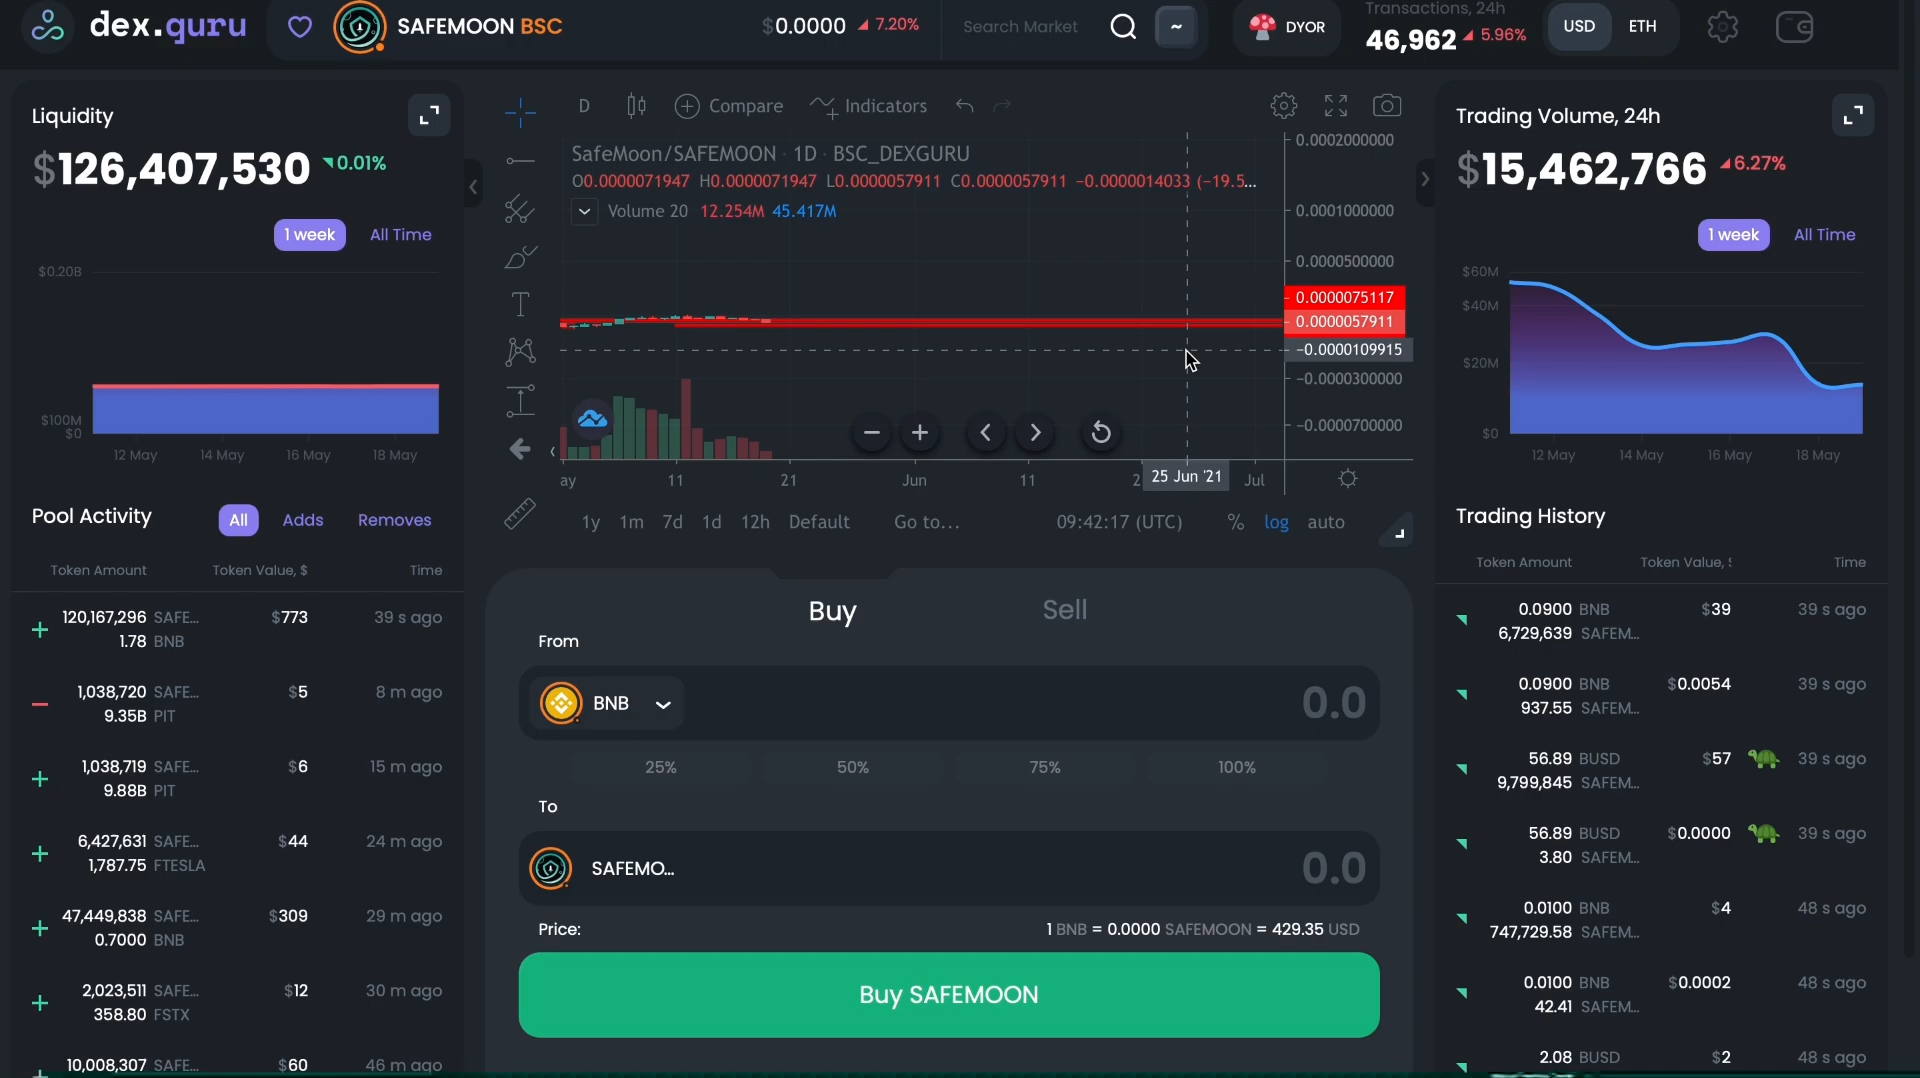 dex.guru
SAFEMOON BSC
$0.0000 7.20%
Search Market
~
DYOR
Transactions, 24h
46,962 5.96%
USD
ETH
Liquidity
$126,407,530 0.01%
1 week All Time
$0.20B
$100M
$0
12 May 14 May 16 May 18 May
Pool Activity All Adds Removes
Token Amount Token Value, $ Time
120,167,296 SAFE... $773 39 s ago
1.78 BNB
1,038,720 SAFE... $5 8 m ago
9.35B PIT
1,038,719 SAFE... $6 15 m ago
9.88B PIT
6,427,631 SAFE... $44 24 m ago
1,787.75 FTESLA
47,449,838 SAFE... $309 29 m ago
0.7000 BNB
2,023,511 SAFE... $12 30 m ago
358.80 FSTX
10,008,307 SAFE... $60 46 m ago
D Compare Indicators
SafeMoon/SAFEMOON · 1D · BSC_DEXGURU
O0.0000071947 H0.0000071947 L0.0000057911 C0.0000057911 −0.0000014033 (−19.5...
Volume 20 12.254M 45.417M
0.0002000000
0.0001000000
0.0000500000
0.0000075117
0.0000057911
−0.0000109915
−0.0000300000
−0.0000700000
ay 11 21 Jun 11 2 25 Jun '21 Jul
1y 1m 7d 1d 12h Default Go to... 09:42:17 (UTC) % log auto
Buy Sell
From
BNB 0.0
25% 50% 75% 100%
To
SAFEMO... 0.0
Price: 1 BNB = 0.0000 SAFEMOON = 429.35 USD
Buy SAFEMOON
Trading Volume, 24h
$15,462,766 6.27%
1 week All Time
$60M
$40M
$20M
$0
12 May 14 May 16 May 18 May
Trading History
Token Amount Token Value, Time
0.0900 BNB $39 39 s ago
6,729,639 SAFEM...
0.0900 BNB $0.0054 39 s ago
937.55 SAFEM...
56.89 BUSD $57 39 s ago
9,799,845 SAFEM...
56.89 BUSD $0.0000 39 s ago
3.80 SAFEM...
0.0100 BNB $4 48 s ago
747,729.58 SAFEM...
0.0100 BNB $0.0002 48 s ago
42.41 SAFEM...
2.08 BUSD $2 48 s ago